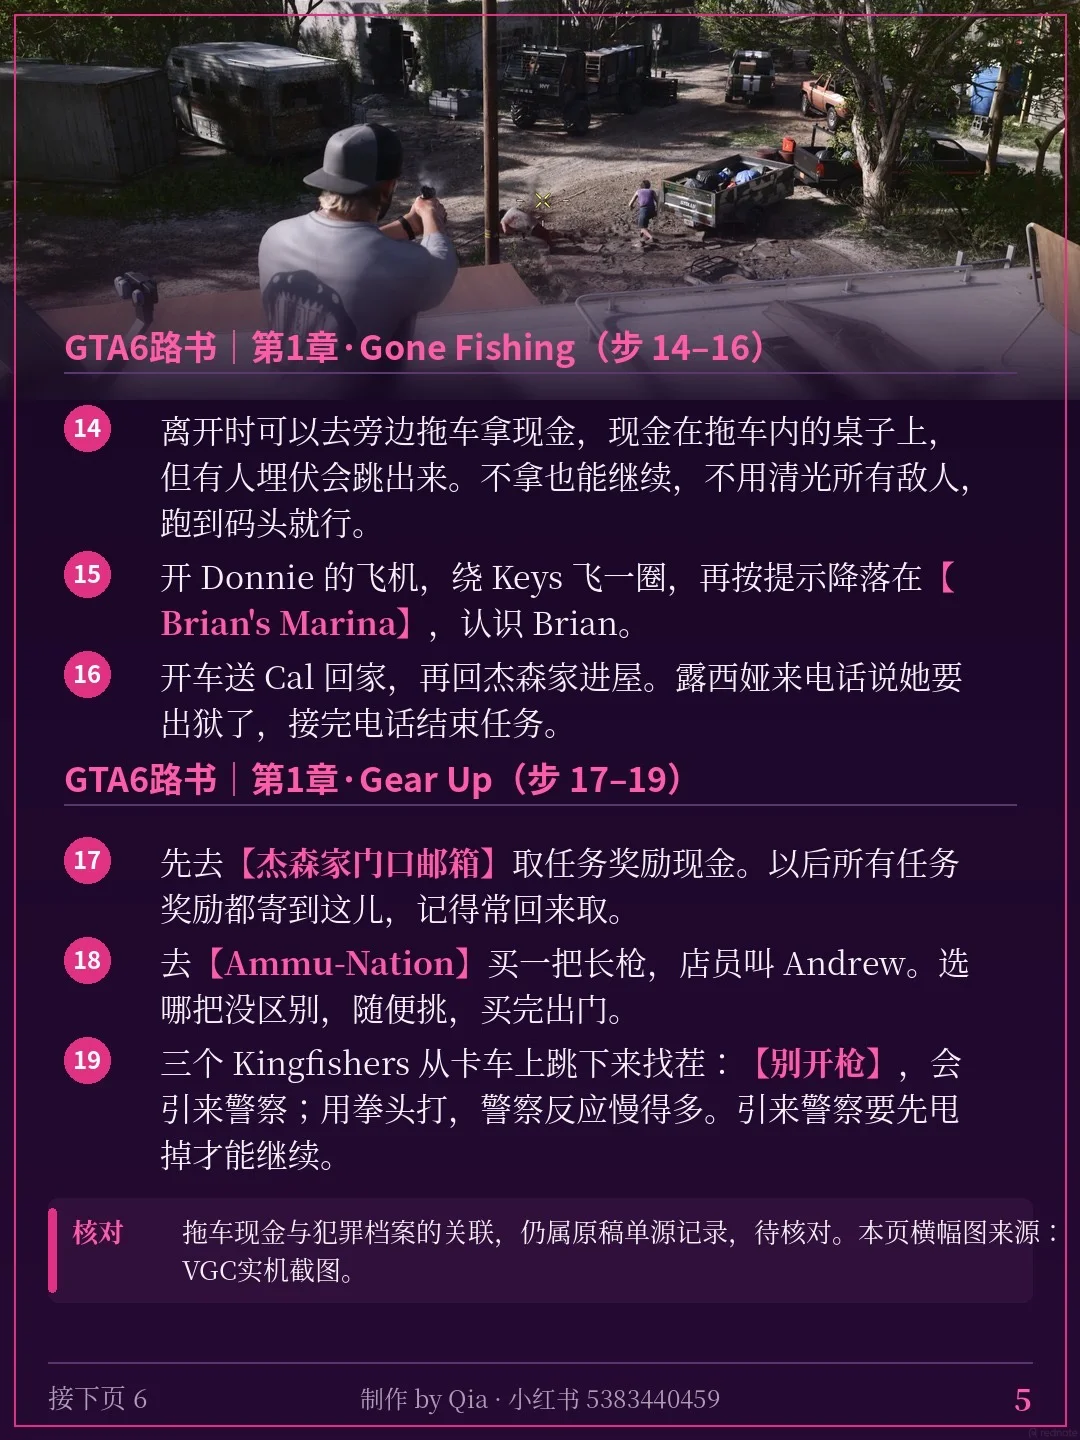 GTA6路书｜第1章·Gone Fishing（步 14–16）
14
离开时可以去旁边拖车拿现金，现金在拖车内的桌子上，
但有人埋伏会跳出来。不拿也能继续，不用清光所有敌人，
跑到码头就行。
15
开 Donnie 的飞机，绕 Keys 飞一圈，再按提示降落在【
Brian's Marina】，认识 Brian。
16
开车送 Cal 回家，再回杰森家进屋。露西娅来电话说她要
出狱了，接完电话结束任务。
GTA6路书｜第1章·Gear Up（步 17–19）
17
先去【杰森家门口邮箱】取任务奖励现金。以后所有任务
奖励都寄到这儿，记得常回来取。
18
去【Ammu-Nation】买一把长枪，店员叫 Andrew。选
哪把没区别，随便挑，买完出门。
19
三个 Kingfishers 从卡车上跳下来找茬：【别开枪】，会
引来警察；用拳头打，警察反应慢得多。引来警察要先甩
掉才能继续。
核对
拖车现金与犯罪档案的关联，仍属原稿单源记录，待核对。本页横幅图来源：
VGC实机截图。
接下页 6
制作 by Qia · 小红书 5383440459
5
rednote